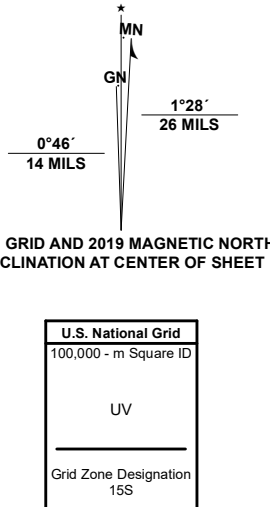 ★
MN
GN
1°28´
26 MILS
0°46´
14 MILS
GRID AND 2019 MAGNETIC NORTH
CLINATION AT CENTER OF SHEET
U.S. National Grid
100,000 - m Square ID
UV
Grid Zone Designation
15S